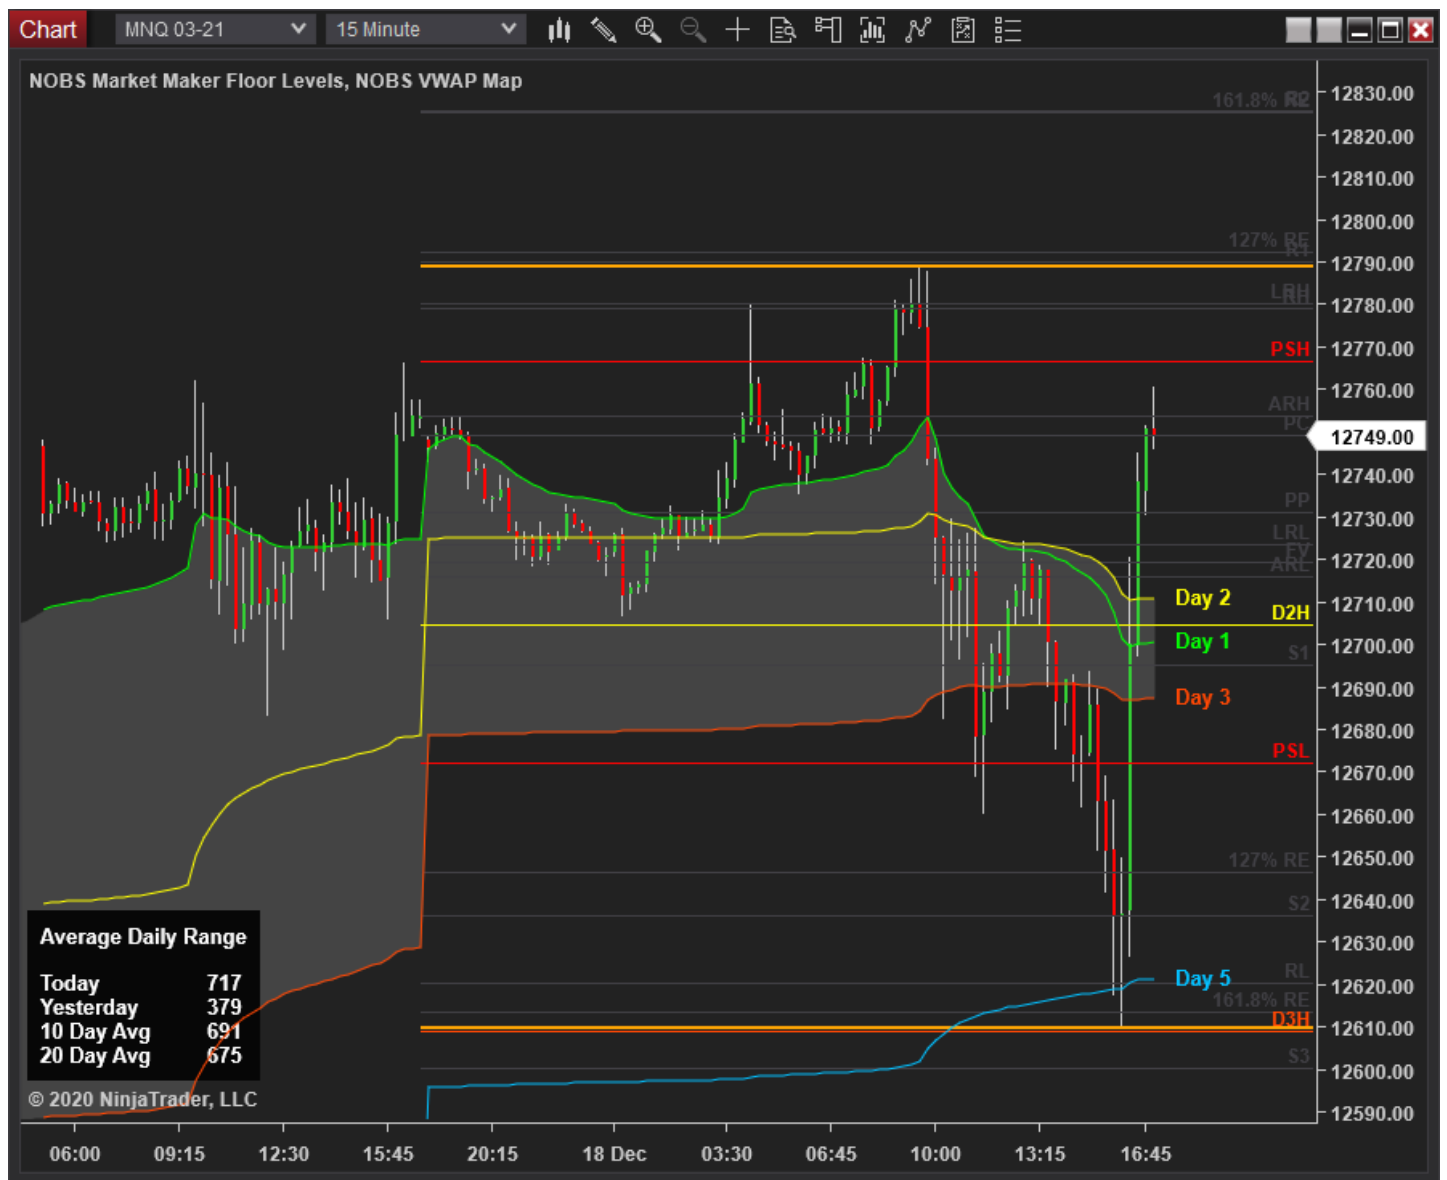 Chart MNQ 03-21 15 Minute
NOBS Market Maker Floor Levels, NOBS VWAP Map
161.8% R2
12830.00
12820.00
12810.00
12800.00
127% RE
R1
12790.00
LRH
RH
12780.00
PSH
12770.00
12760.00
ARH
PC
12749.00
12740.00
PP
12730.00
LRL
FV
ARL
12720.00
Day 2
D2H
12710.00
Day 1
S1
12700.00
Day 3
12690.00
12680.00
PSL
12670.00
12660.00
127% RE
12650.00
S2
12640.00
12630.00
Day 5
RL
12620.00
161.8% RE
D3H
12610.00
S3
12600.00
12590.00
Average Daily Range
Today 717
Yesterday 379
10 Day Avg 691
20 Day Avg 675
© 2020 NinjaTrader, LLC
06:00 09:15 12:30 15:45 20:15 18 Dec 03:30 06:45 10:00 13:15 16:45